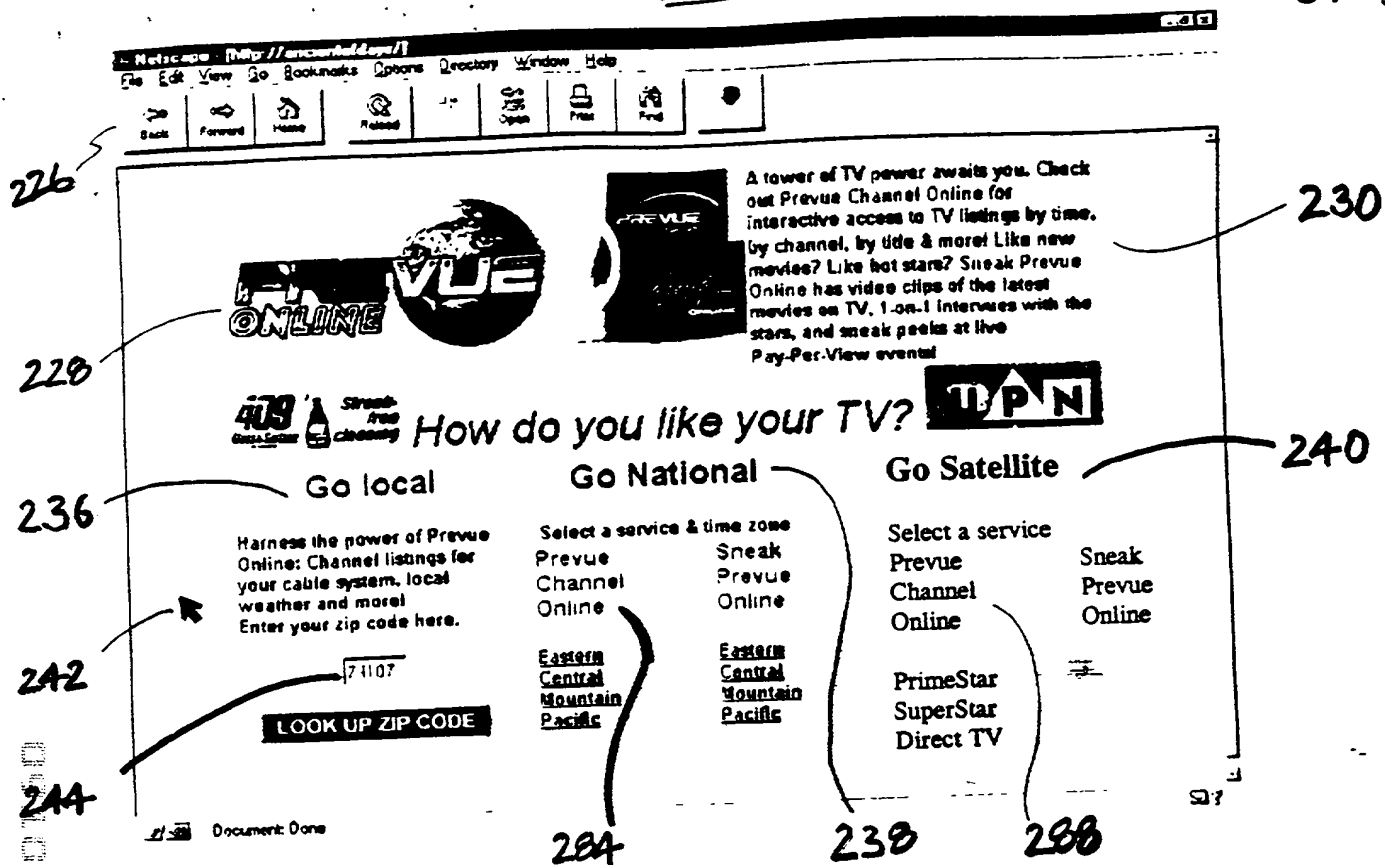 Netscape - [http://
File Edit View Go Bookmarks Options Directory Window Help
Back Forward Home Reload Open Print Find
226
230
A tower of TV power awaits you. Check
out Prevue Channel Online for
interactive access to TV listings by time,
by channel, by title & more! Like new
movies? Like hot stars? Sneak Prevue
Online has video clips of the latest
movies on TV, 1-on-1 intervues with the
stars, and sneak peeks at live
Pay-Per-View events!
PREVUE
VUE
ONLINE
228
409
Streak-
free
cleaning
How do you like your TV?
236
Go local
Go National
Go Satellite
240
Harness the power of Prevue
Online: Channel listings for
your cable system, local
weather and more!
Enter your zip code here.
242
74107
244
LOOK UP ZIP CODE
Select a service & time zone
Prevue
Channel
Online
Sneak
Prevue
Online
Eastern
Central
Mountain
Pacific
Eastern
Central
Mountain
Pacific
Select a service
Prevue
Channel
Online
Sneak
Prevue
Online
PrimeStar
SuperStar
Direct TV
Document: Done
284
238
288